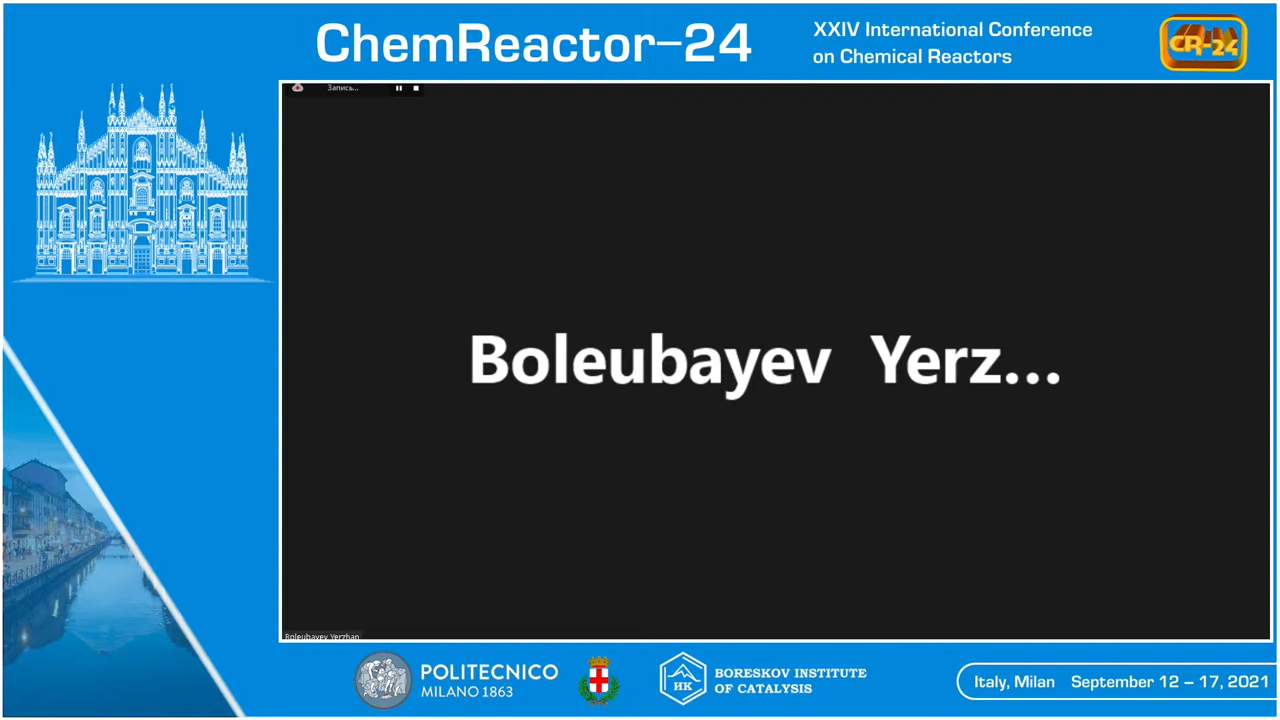 ChemReactor–24
XXIV International Conference
on Chemical Reactors
CR-24
Запись...
Boleubayev Yerz...
Boleubayev Yerzhan
POLITECNICO
MILANO 1863
ИК
BORESKOV INSTITUTE
OF CATALYSIS
Italy, Milan September 12 – 17, 2021